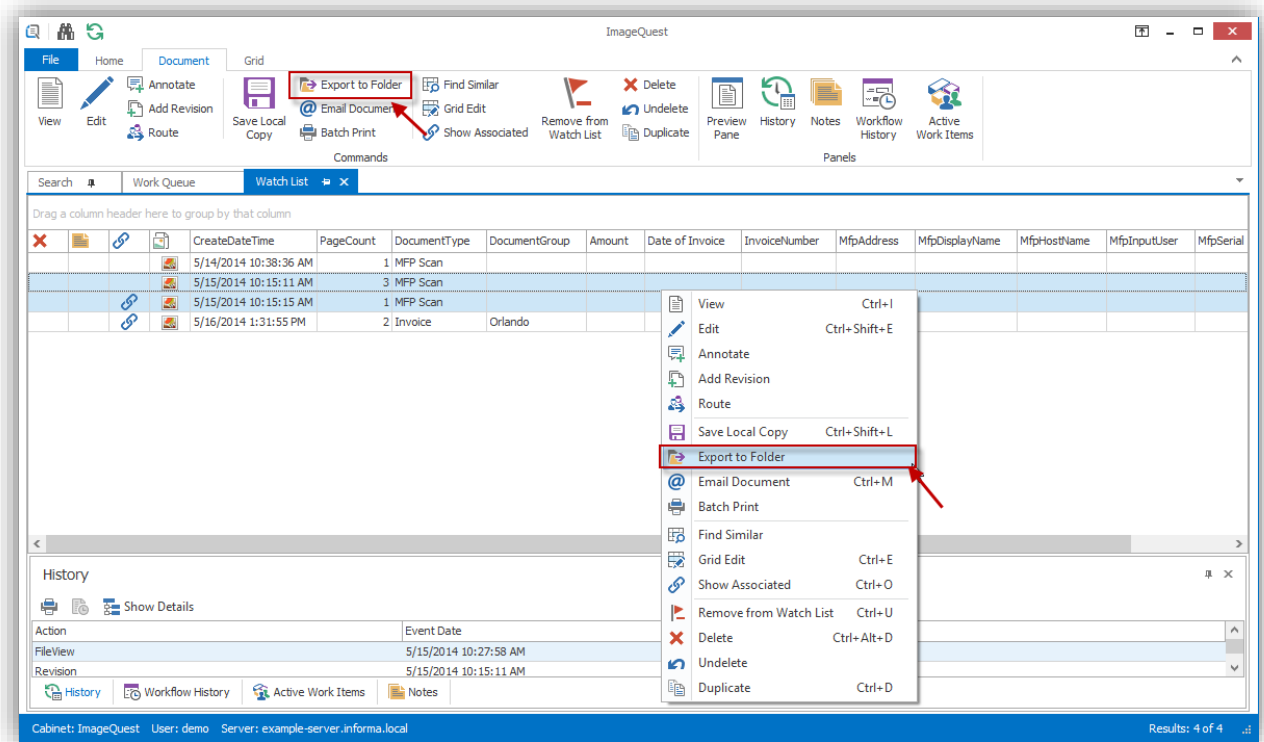 ImageQuest
File Home Document Grid
View
Edit
Annotate
Add Revision
Route
Save Local Copy
Export to Folder
Email Document
Batch Print
Find Similar
Grid Edit
Show Associated
Remove from Watch List
Delete
Undelete
Duplicate
Preview Pane
History
Notes
Workflow History
Active Work Items
Commands
Panels
Search Work Queue Watch List
Drag a column header here to group by that column
CreateDateTime PageCount DocumentType DocumentGroup Amount Date of Invoice InvoiceNumber MfpAddress MfpDisplayName MfpHostName MfpInputUser MfpSerial
5/14/2014 10:38:36 AM 1 MFP Scan
5/15/2014 10:15:11 AM 3 MFP Scan
5/15/2014 10:15:15 AM 1 MFP Scan
5/16/2014 1:31:55 PM 2 Invoice Orlando
View Ctrl+I
Edit Ctrl+Shift+E
Annotate
Add Revision
Route
Save Local Copy Ctrl+Shift+L
Export to Folder
Email Document Ctrl+M
Batch Print
Find Similar
Grid Edit Ctrl+E
Show Associated Ctrl+O
Remove from Watch List Ctrl+U
Delete Ctrl+Alt+D
Undelete
Duplicate Ctrl+D
History
Show Details
Action Event Date
FileView 5/15/2014 10:27:58 AM
Revision 5/15/2014 10:15:11 AM
History Workflow History Active Work Items Notes
Cabinet: ImageQuest User: demo Server: example-server.informa.local Results: 4 of 4